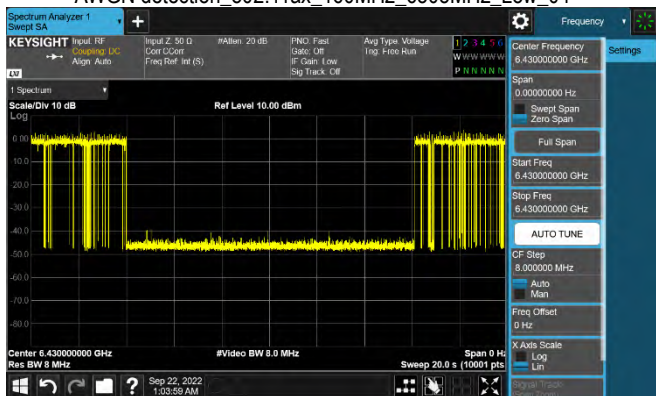 Spectrum Analyzer 1
Swept SA
Frequency
KEYSIGHT
Input: RF
Coupling: DC
Align: Auto
Input Z: 50 Ω
Corr CCorr
Freq Ref: Int (S)
#Atten: 20 dB
PNO: Fast
Gate: Off
IF Gain: Low
Sig Track: Off
Avg Type: Voltage
Trig: Free Run
1 2 3 4 5 6
W W W W W W
P N N N N N
LXI
1 Spectrum
Scale/Div 10 dB
Ref Level 10.00 dBm
Log
0.00
-10.0
-20.0
-30.0
-40.0
-50.0
-60.0
-70.0
-80.0
Center 6.430000000 GHz
#Video BW 8.0 MHz
Span 0 Hz
Res BW 8 MHz
Sweep 20.0 s (10001 pts
Sep 22, 2022
1:03:59 AM
Center Frequency
6.430000000 GHz
Settings
Span
0.00000000 Hz
Swept Span
Zero Span
Full Span
Start Freq
6.430000000 GHz
Stop Freq
6.430000000 GHz
AUTO TUNE
CF Step
8.000000 MHz
Auto
Man
Freq Offset
0 Hz
X Axis Scale
Log
Lin
Signal Track